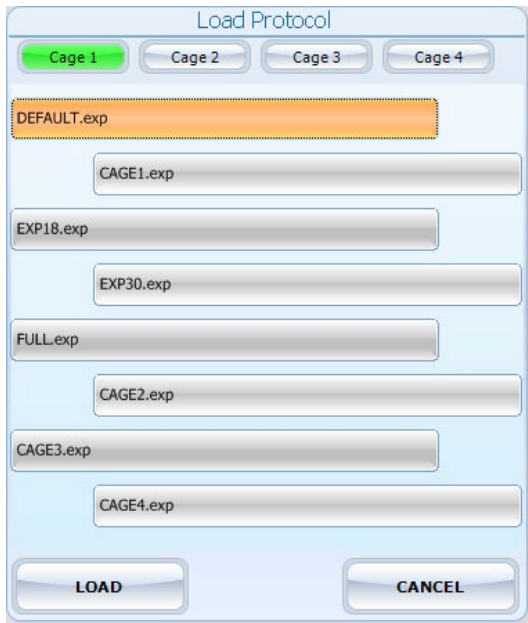 Load Protocol
Cage 1 Cage 2 Cage 3 Cage 4
DEFAULT.exp
CAGE1.exp
EXP18.exp
EXP30.exp
FULL.exp
CAGE2.exp
CAGE3.exp
CAGE4.exp
LOAD CANCEL